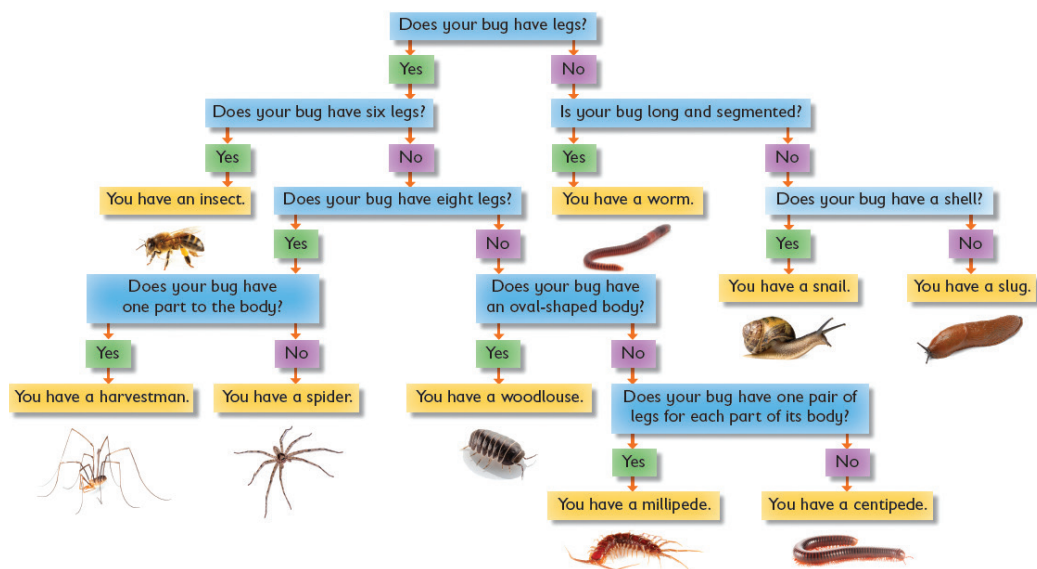 Does your bug have legs?
Yes
No
Does your bug have six legs?
Is your bug long and segmented?
Yes
No
Yes
No
You have an insect.
Does your bug have eight legs?
You have a worm.
Does your bug have a shell?
Yes
No
Yes
No
Does your bug have
one part to the body?
Does your bug have
an oval-shaped body?
You have a snail.
You have a slug.
Yes
No
Yes
No
You have a harvestman.
You have a spider.
You have a woodlouse.
Does your bug have one pair of
legs for each part of its body?
Yes
No
You have a millipede.
You have a centipede.